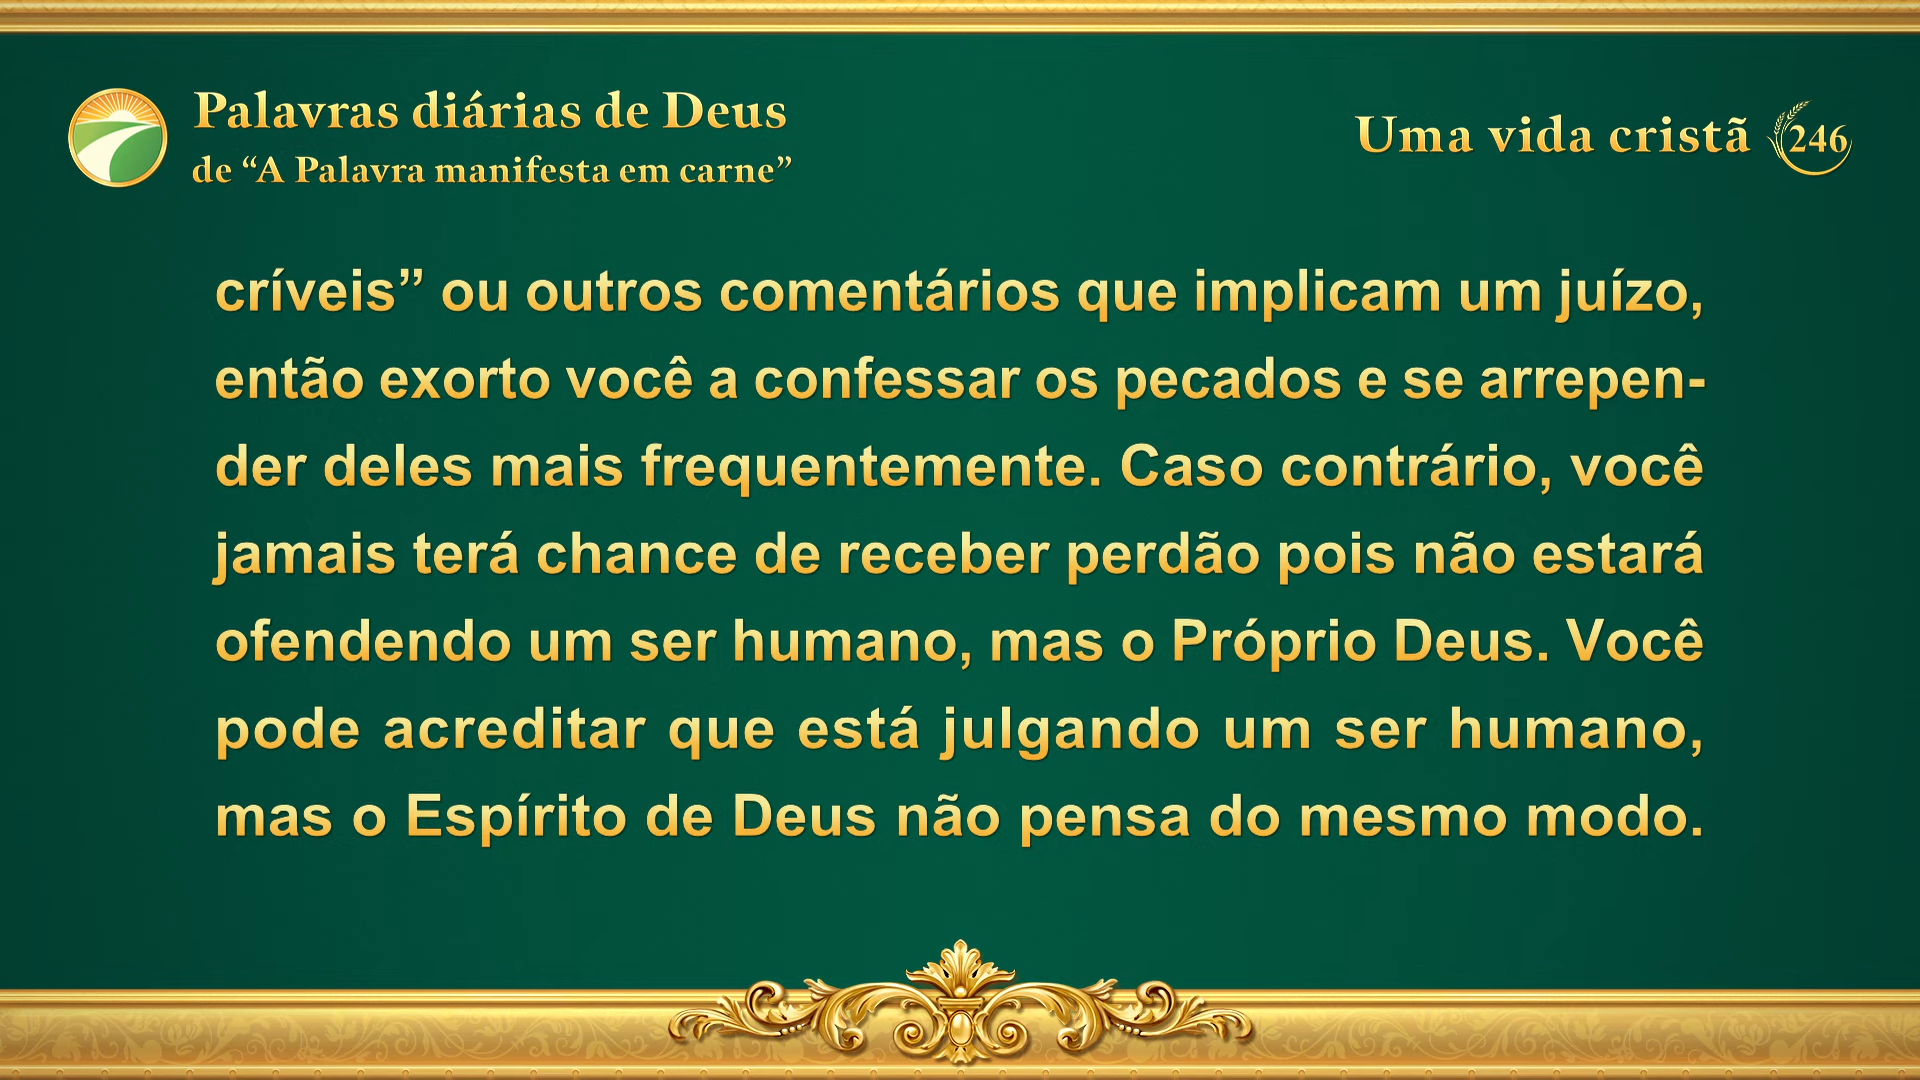 Palavras diárias de Deus
de “A Palavra manifesta em carne”
Uma vida cristã 246
críveis” ou outros comentários que implicam um juízo,
então exorto você a confessar os pecados e se arrepen-
der deles mais frequentemente. Caso contrário, você
jamais terá chance de receber perdão pois não estará
ofendendo um ser humano, mas o Próprio Deus. Você
pode acreditar que está julgando um ser humano,
mas o Espírito de Deus não pensa do mesmo modo.